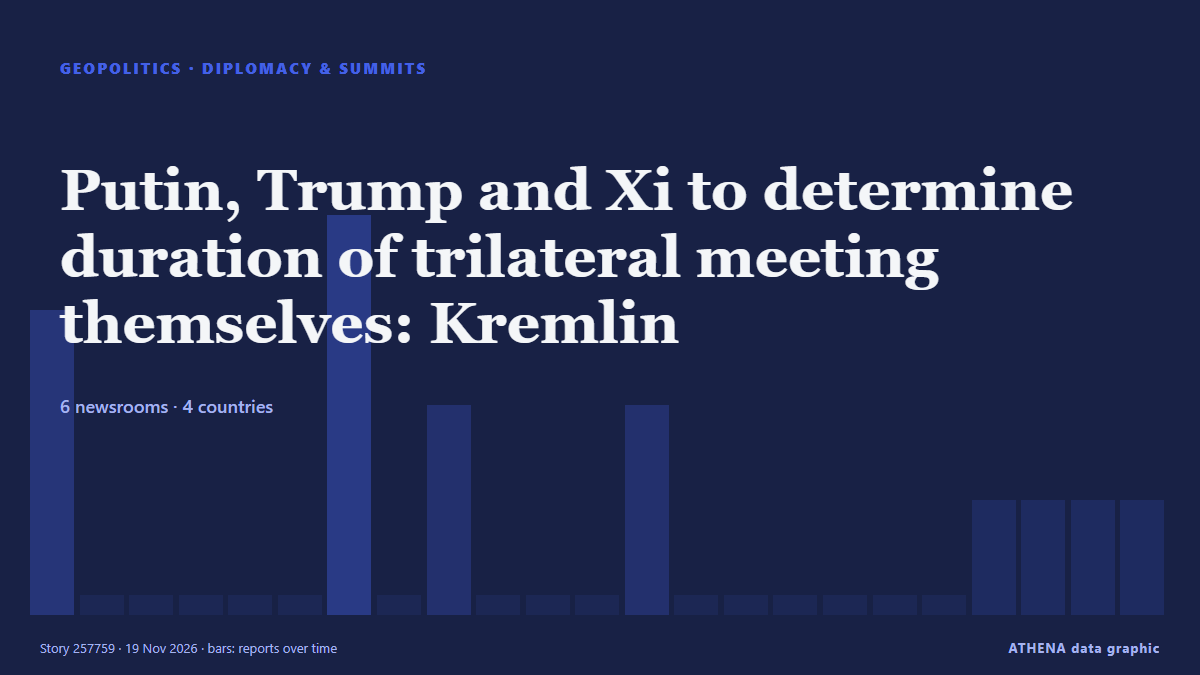 GEOPOLITICS · DIPLOMACY & SUMMITS
Putin, Trump and Xi to determine
duration of trilateral meeting
themselves: Kremlin
6 newsrooms · 4 countries
Story 257759 · 19 Nov 2026 · bars: reports over time
ATHENA data graphic